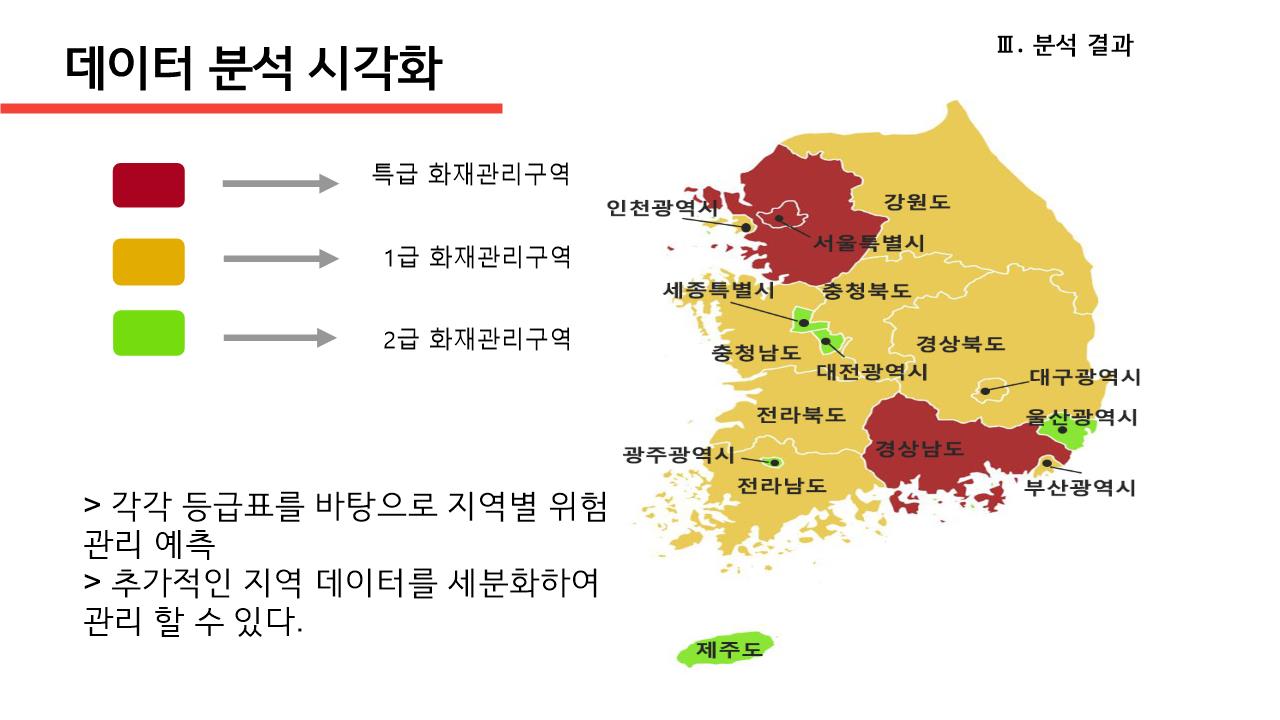 데이터 분석 시각화
Ⅲ. 분석 결과
특급 화재관리구역
1급 화재관리구역
2급 화재관리구역
> 각각 등급표를 바탕으로 지역별 위험
관리 예측
> 추가적인 지역 데이터를 세분화하여
관리 할 수 있다.
강원도
인천광역시
서울특별시
세종특별시
충청북도
경상북도
충청남도
대전광역시
대구광역시
전라북도
울산광역시
경상남도
광주광역시
전라남도
부산광역시
제주도